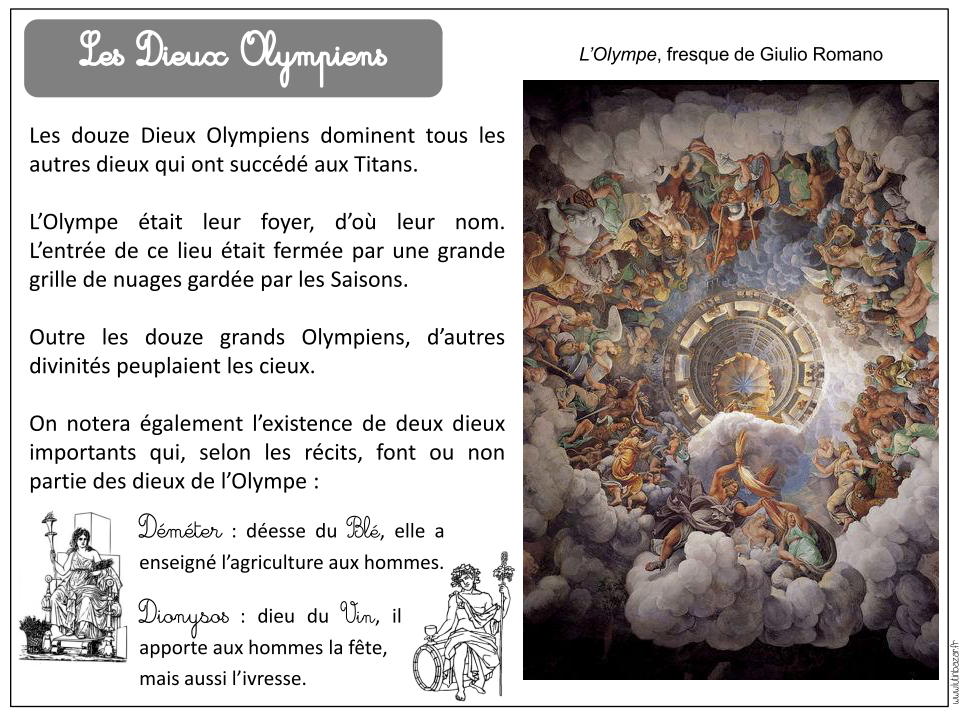 Les Dieux Olympiens
L’Olympe, fresque de Giulio Romano
Les douze Dieux Olympiens dominent tous les
autres dieux qui ont succédé aux Titans.
L’Olympe était leur foyer, d’où leur nom.
L’entrée de ce lieu était fermée par une grande
grille de nuages gardée par les Saisons.
Outre les douze grands Olympiens, d’autres
divinités peuplaient les cieux.
On notera également l’existence de deux dieux
importants qui, selon les récits, font ou non
partie des dieux de l’Olympe :
Déméter : déesse du Blé, elle a
enseigné l’agriculture aux hommes.
Dionysos : dieu du Vin, il
apporte aux hommes la fête,
mais aussi l’ivresse.